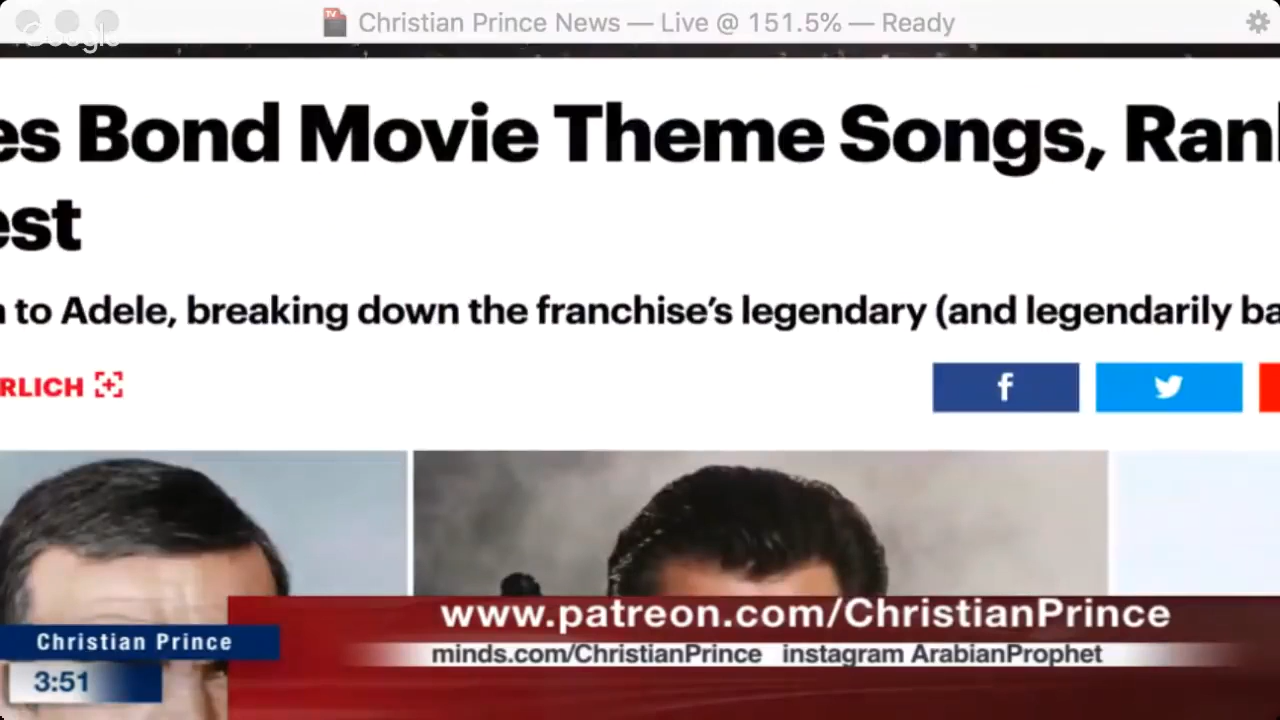 Christian Prince News — Live @ 151.5% — Ready
Google
es Bond Movie Theme Songs, Ran
est
to Adele, breaking down the franchise's legendary (and legendarily ba
RLICH
f
Christian Prince
3:51
www.patreon.com/ChristianPrince
minds.com/ChristianPrince instagram ArabianProphet